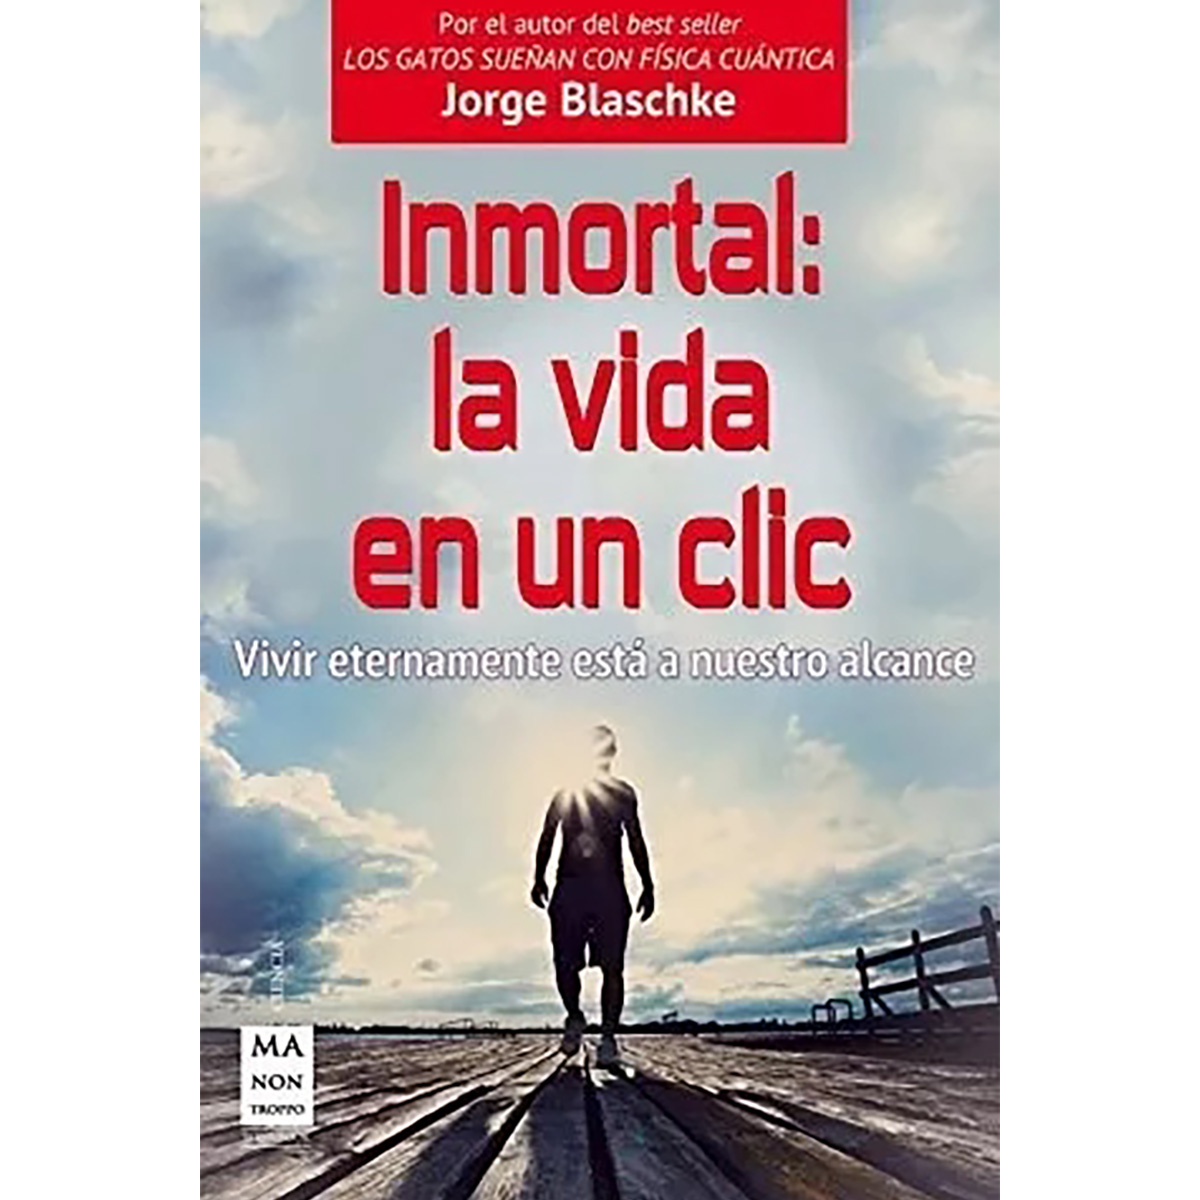 Por el autor del best seller
LOS GATOS SUEÑAN CON FÍSICA CUÁNTICA
Jorge Blaschke
Inmortal:
la vida
en un clic
Vivir eternamente está a nuestro alcance
MA
NON
TROPPO